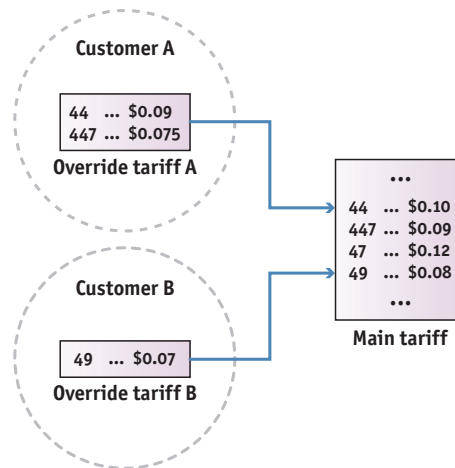 Customer A
44 ... $0.09
447 ... $0.075
Override tariff A
Customer B
49 ... $0.07
Override tariff B
...
44 ... $0.10
447 ... $0.09
47 ... $0.12
49 ... $0.08
...
Main tariff